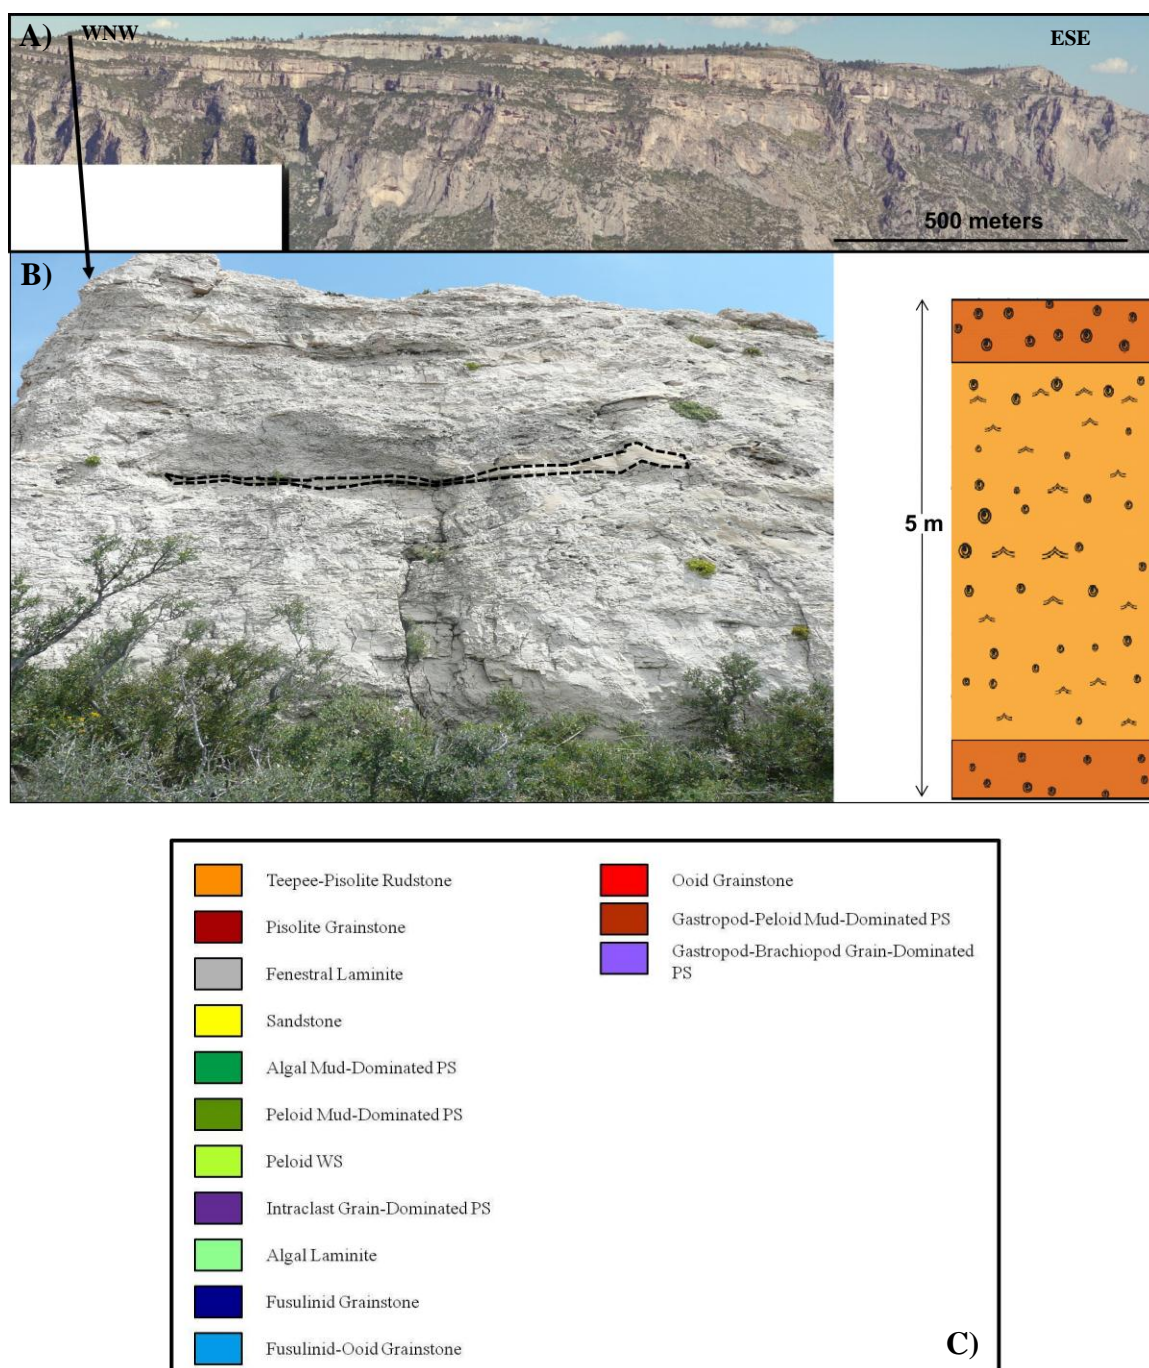 A)
WNW
ESE
500 meters
B)
5 m
Teepee-Pisolite Rudstone
Pisolite Grainstone
Fenestral Laminite
Sandstone
Algal Mud-Dominated PS
Peloid Mud-Dominated PS
Peloid WS
Intraclast Grain-Dominated PS
Algal Laminite
Fusulinid Grainstone
Fusulinid-Ooid Grainstone
Ooid Grainstone
Gastropod-Peloid Mud-Dominated PS
Gastropod-Brachiopod Grain-Dominated
PS
C)